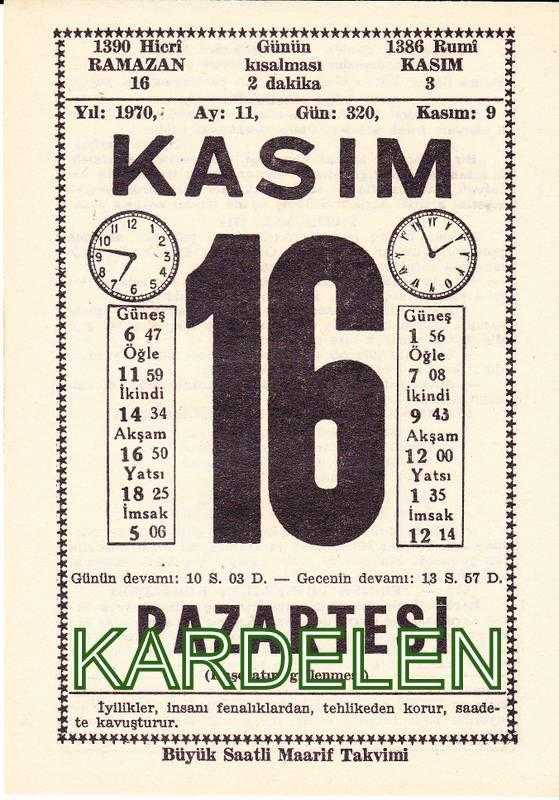 1390 Hicrî Günün 1386 Rumî
RAMAZAN kısalması KASIM
16 2 dakika 3
Yıl: 1970, Ay: 11, Gün: 320, Kasım: 9
KASIM
16
Güneş
6 47
Öğle
11 59
İkindi
14 34
Akşam
16 50
Yatsı
18 25
İmsak
5 06
Güneş
1 56
Öğle
7 08
İkindi
9 43
Akşam
12 00
Yatsı
1 35
İmsak
12 14
Günün devamı: 10 S. 03 D. — Gecenin devamı: 13 S. 57 D.
PAZARTESİ
KARDELEN
İyilikler, insanı fenalıklardan, tehlikeden korur, saade-
te kavuşturur.
Büyük Saatli Maarif Takvimi